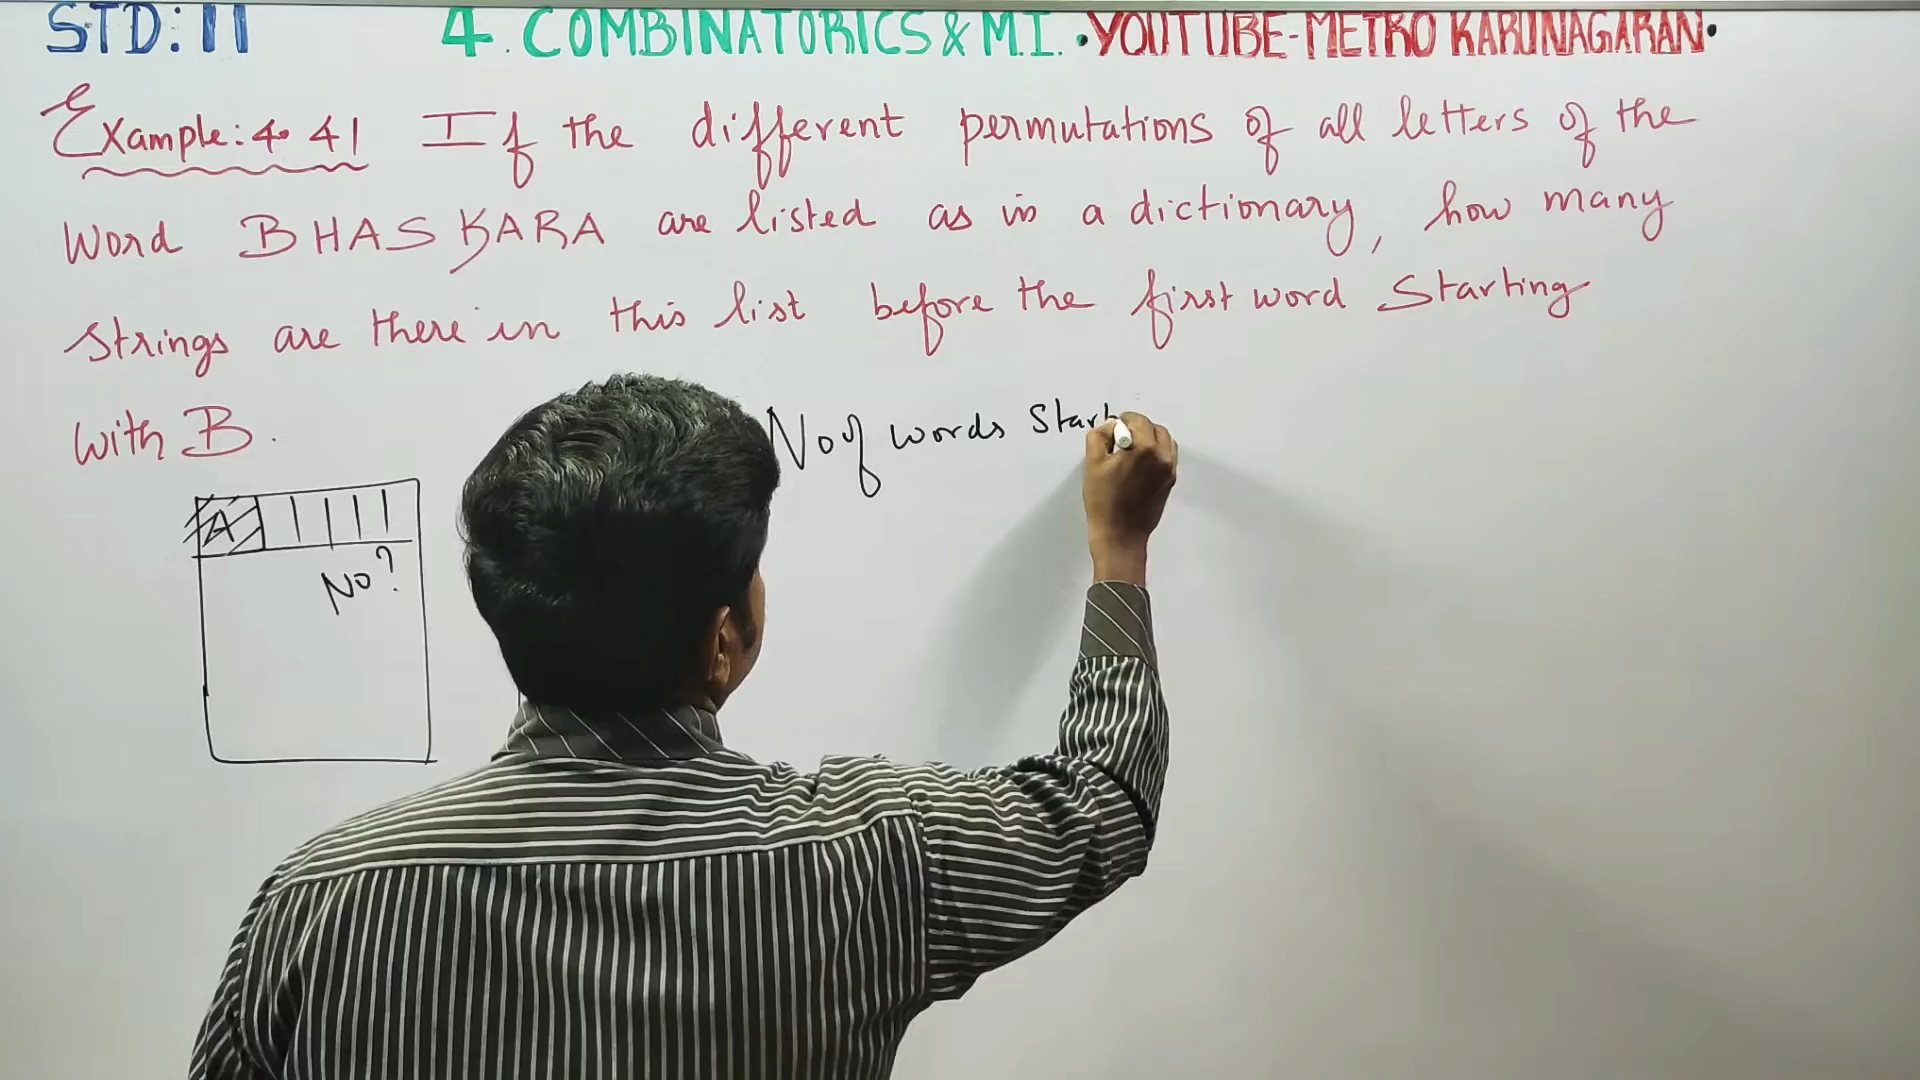 STD: 11 4. COMBINATORICS & M.I. • YOUTUBE-METRO KARUNAGARAN •
Example: 4.41 If the different permutations of all letters of the
Word BHASKARA are listed as in a dictionary, how many
strings are there in this list before the first word Starting
with B.
No of words Start
A
No?